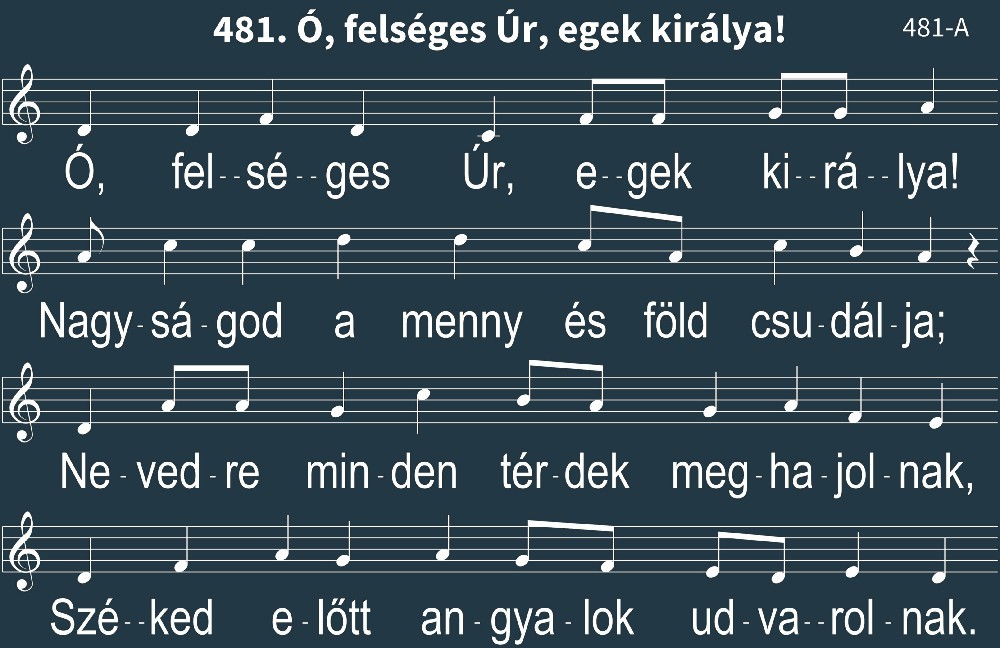 481. Ó, felséges Úr, egek királya!
481-A
Ó, fel--sé--ges Úr, e--gek ki--rá--lya!
Nagy-sá-god a menny és föld csu-dál-ja;
Ne-ved-re min-den tér-dek meg-ha-jol-nak,
Szé--ked e-lőtt an-gya-lok ud-va--rol-nak.